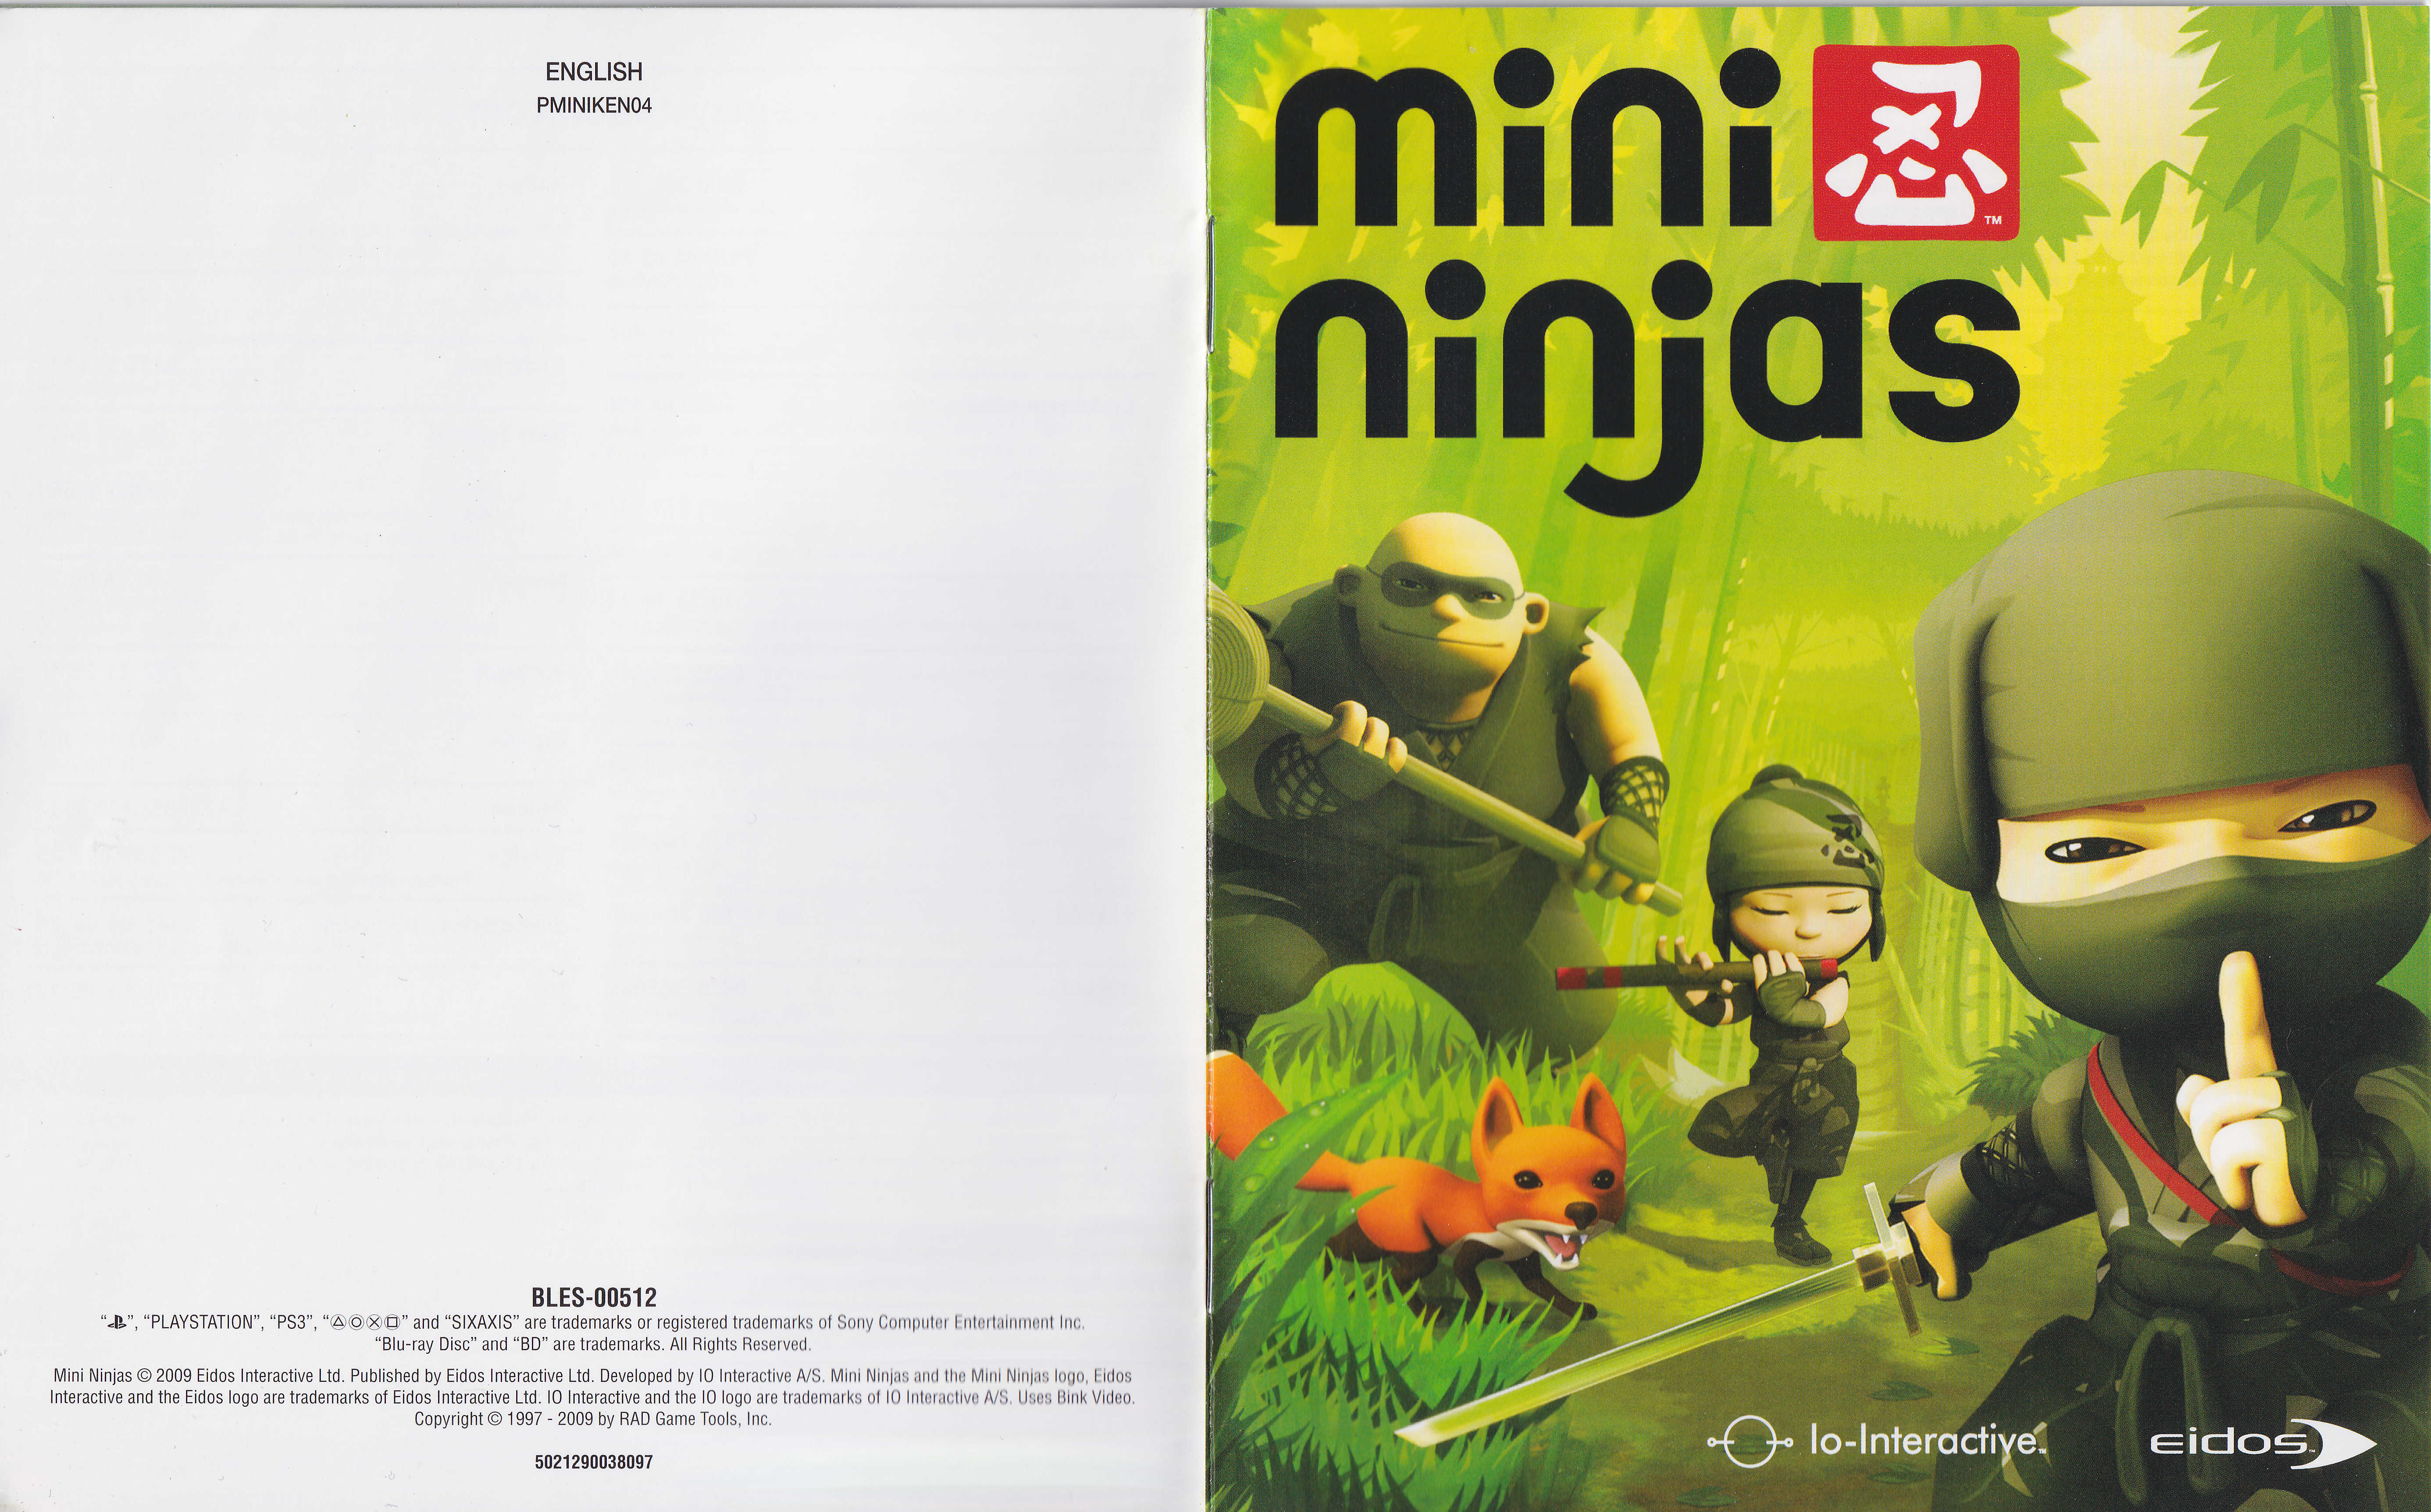 ENGLISH
PMINIKEN04
BLES-00512
“”, “PLAYSTATION”, “PS3”, “△○✕□” and “SIXAXIS” are trademarks or registered trademarks of Sony Computer Entertainment Inc.
“Blu-ray Disc” and “BD” are trademarks. All Rights Reserved.
Mini Ninjas © 2009 Eidos Interactive Ltd. Published by Eidos Interactive Ltd. Developed by IO Interactive A/S. Mini Ninjas and the Mini Ninjas logo, Eidos
Interactive and the Eidos logo are trademarks of Eidos Interactive Ltd. IO Interactive and the IO logo are trademarks of IO Interactive A/S. Uses Bink Video.
Copyright © 1997 - 2009 by RAD Game Tools, Inc.
5021290038097
mini 忍 ™
ninjas
忍
Io-Interactive™
eidos™